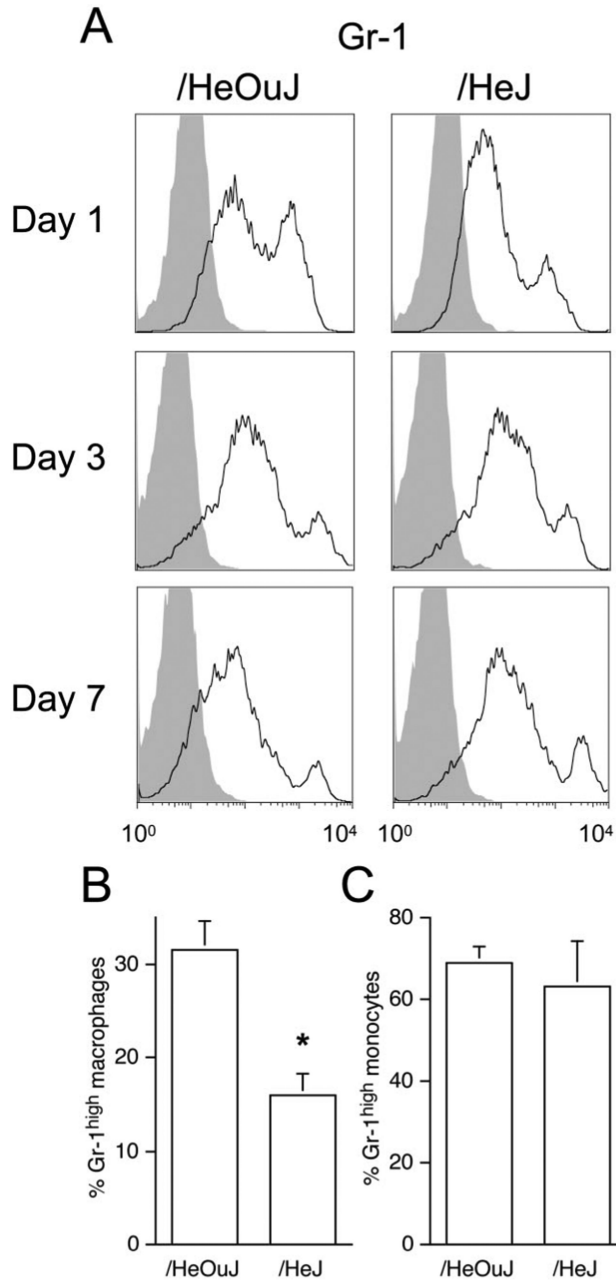 A
Gr-1
/HeOuJ /HeJ
Day 1
Day 3
Day 7
10⁰ 10⁴ 10⁰ 10⁴
B C
% Gr-1ʰⁱᵍʰ macrophages
30
20
10
0
*
/HeOuJ /HeJ
% Gr-1ʰⁱᵍʰ monocytes
80
60
40
20
0
/HeOuJ /HeJ